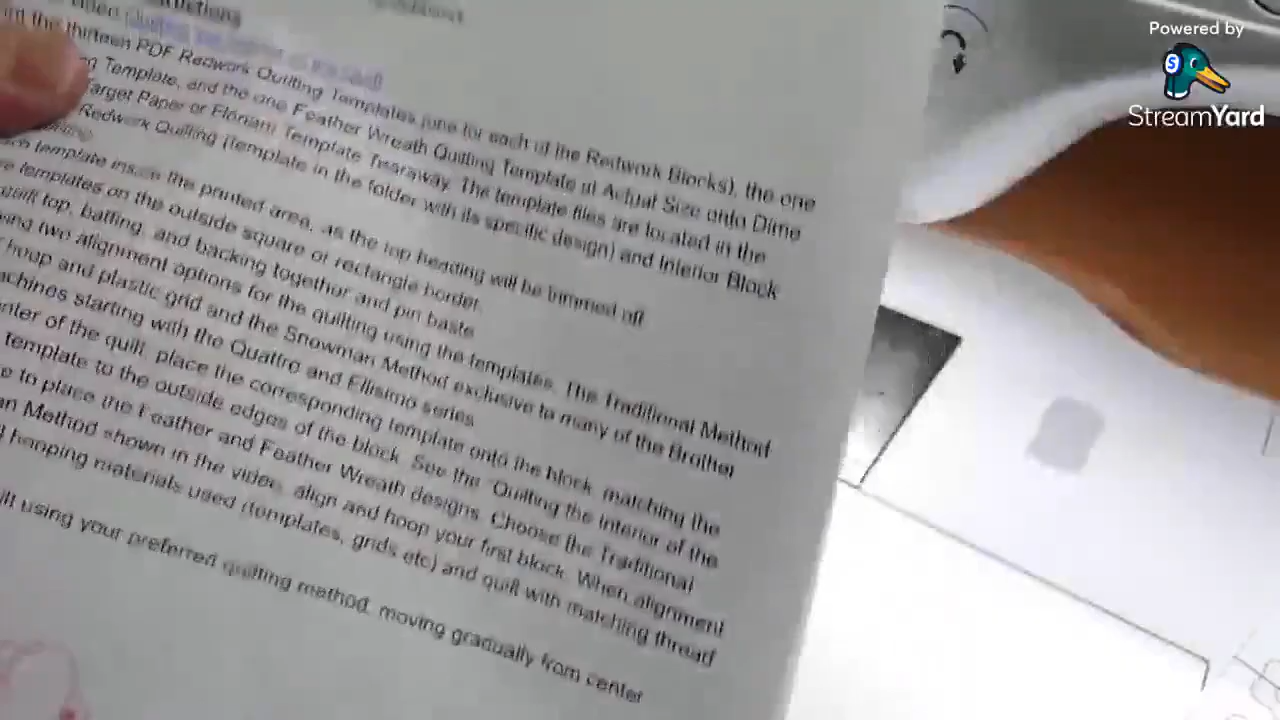 Quilting the Interior of the Quilt
the thirteen PDF Redwork Quilting Templates (one for each of the Redwork Blocks), the one
Template, and the one Feather Wreath Quilting Template at Actual Size onto Dime
Target Paper or Floriani Template Tearaway. The template files are located in the
Redwork Quilting (template in the folder with its specific design) and Interior Block
template inside the printed area, as the top heading will be trimmed off
templates on the outside square or rectangle border.
quilt top, batting, and backing together and pin baste
two alignment options for the quilting using the templates. The Traditional Method
hoop and plastic grid and the Snowman Method exclusive to many of the Brother
machines starting with the Quattro and Ellisimo series
center of the quilt, place the corresponding template onto the block, matching the
template to the outside edges of the block. See the "Quilting the Interior of the
to place the Feather and Feather Wreath designs. Choose the Traditional
Method shown in the video, align and hoop your first block. When alignment
hooping materials used (templates, grids etc) and quilt with matching thread
using your preferred quilting method, moving gradually from center
Powered by
StreamYard